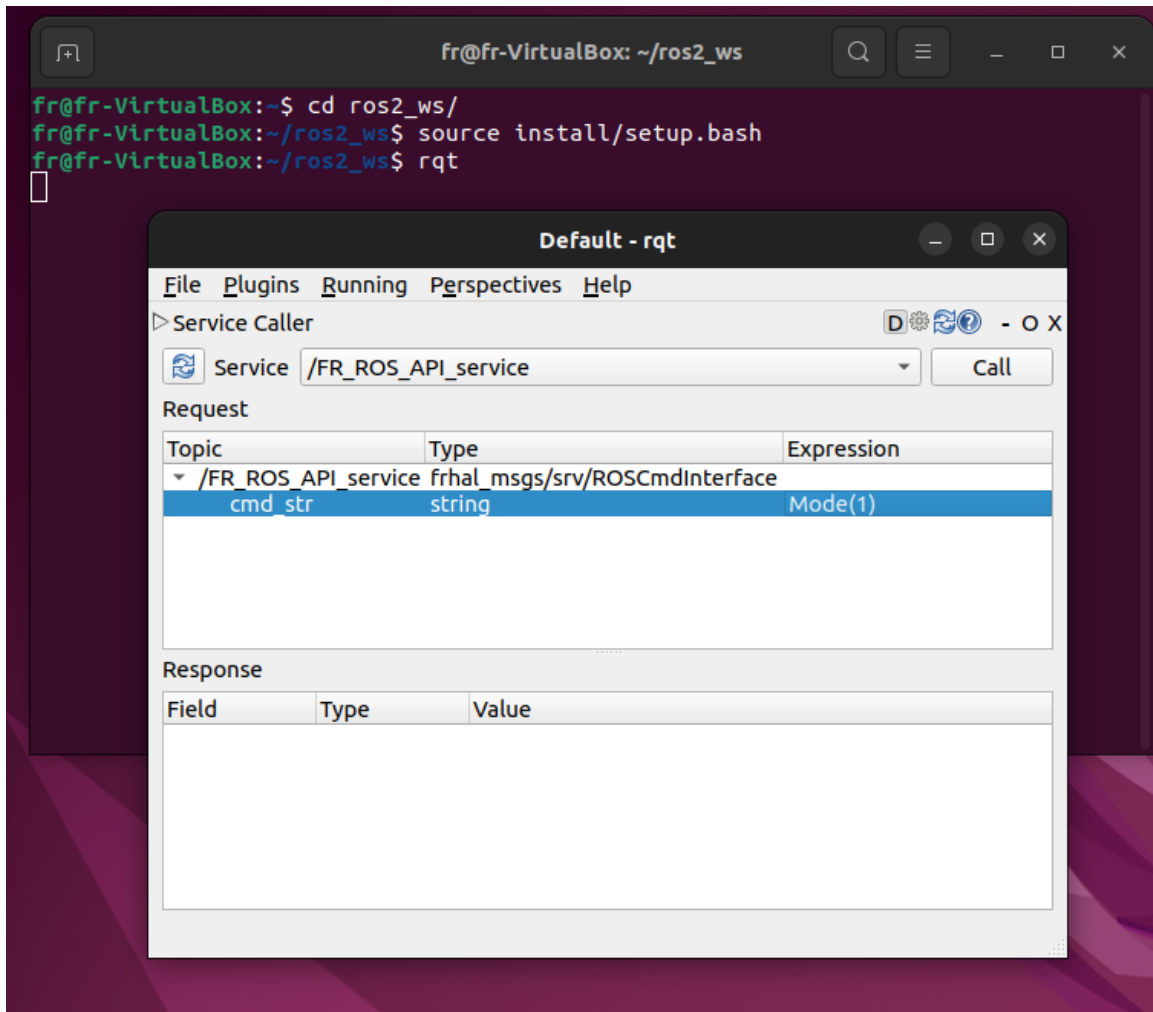 fr@fr-VirtualBox: ~/ros2_ws
fr@fr-VirtualBox:~$ cd ros2_ws/
fr@fr-VirtualBox:~/ros2_ws$ source install/setup.bash
fr@fr-VirtualBox:~/ros2_ws$ rqt
Default - rqt
File Plugins Running Perspectives Help
Service Caller D - O X
Service /FR_ROS_API_service Call
Request
Topic Type Expression
/FR_ROS_API_service frhal_msgs/srv/ROSCmdInterface
cmd_str string Mode(1)
Response
Field Type Value